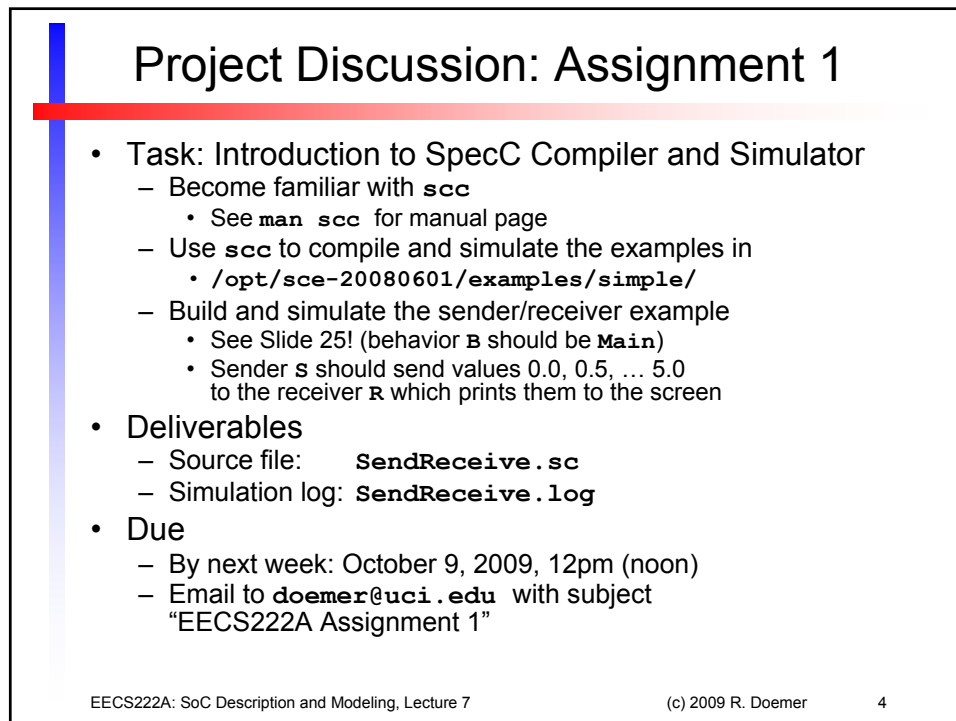 Project Discussion: Assignment 1
• Task: Introduction to SpecC Compiler and Simulator
– Become familiar with scc
• See man scc for manual page
– Use scc to compile and simulate the examples in
• /opt/sce-20080601/examples/simple/
– Build and simulate the sender/receiver example
• See Slide 25! (behavior B should be Main)
• Sender S should send values 0.0, 0.5, … 5.0
to the receiver R which prints them to the screen
• Deliverables
– Source file: SendReceive.sc
– Simulation log: SendReceive.log
• Due
– By next week: October 9, 2009, 12pm (noon)
– Email to doemer@uci.edu with subject
“EECS222A Assignment 1”
EECS222A: SoC Description and Modeling, Lecture 7 (c) 2009 R. Doemer 4